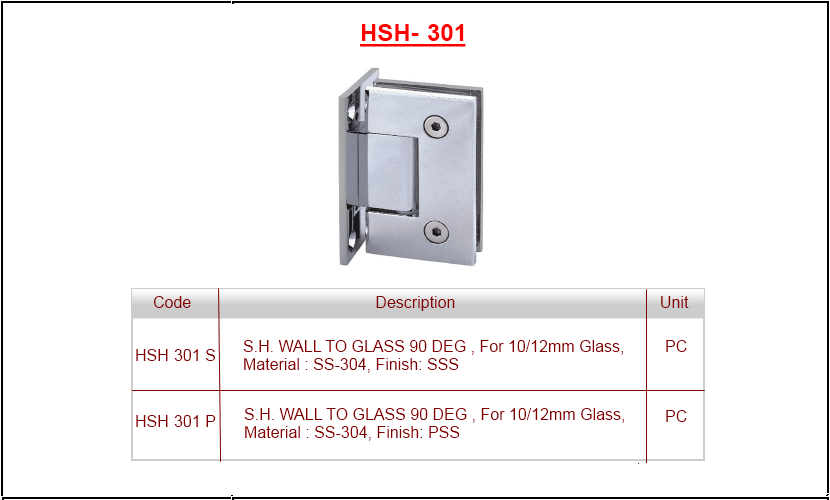 HSH- 301
Code Description Unit
HSH 301 S S.H. WALL TO GLASS 90 DEG , For 10/12mm Glass, PC
Material : SS-304, Finish: SSS
HSH 301 P S.H. WALL TO GLASS 90 DEG , For 10/12mm Glass, PC
Material : SS-304, Finish: PSS